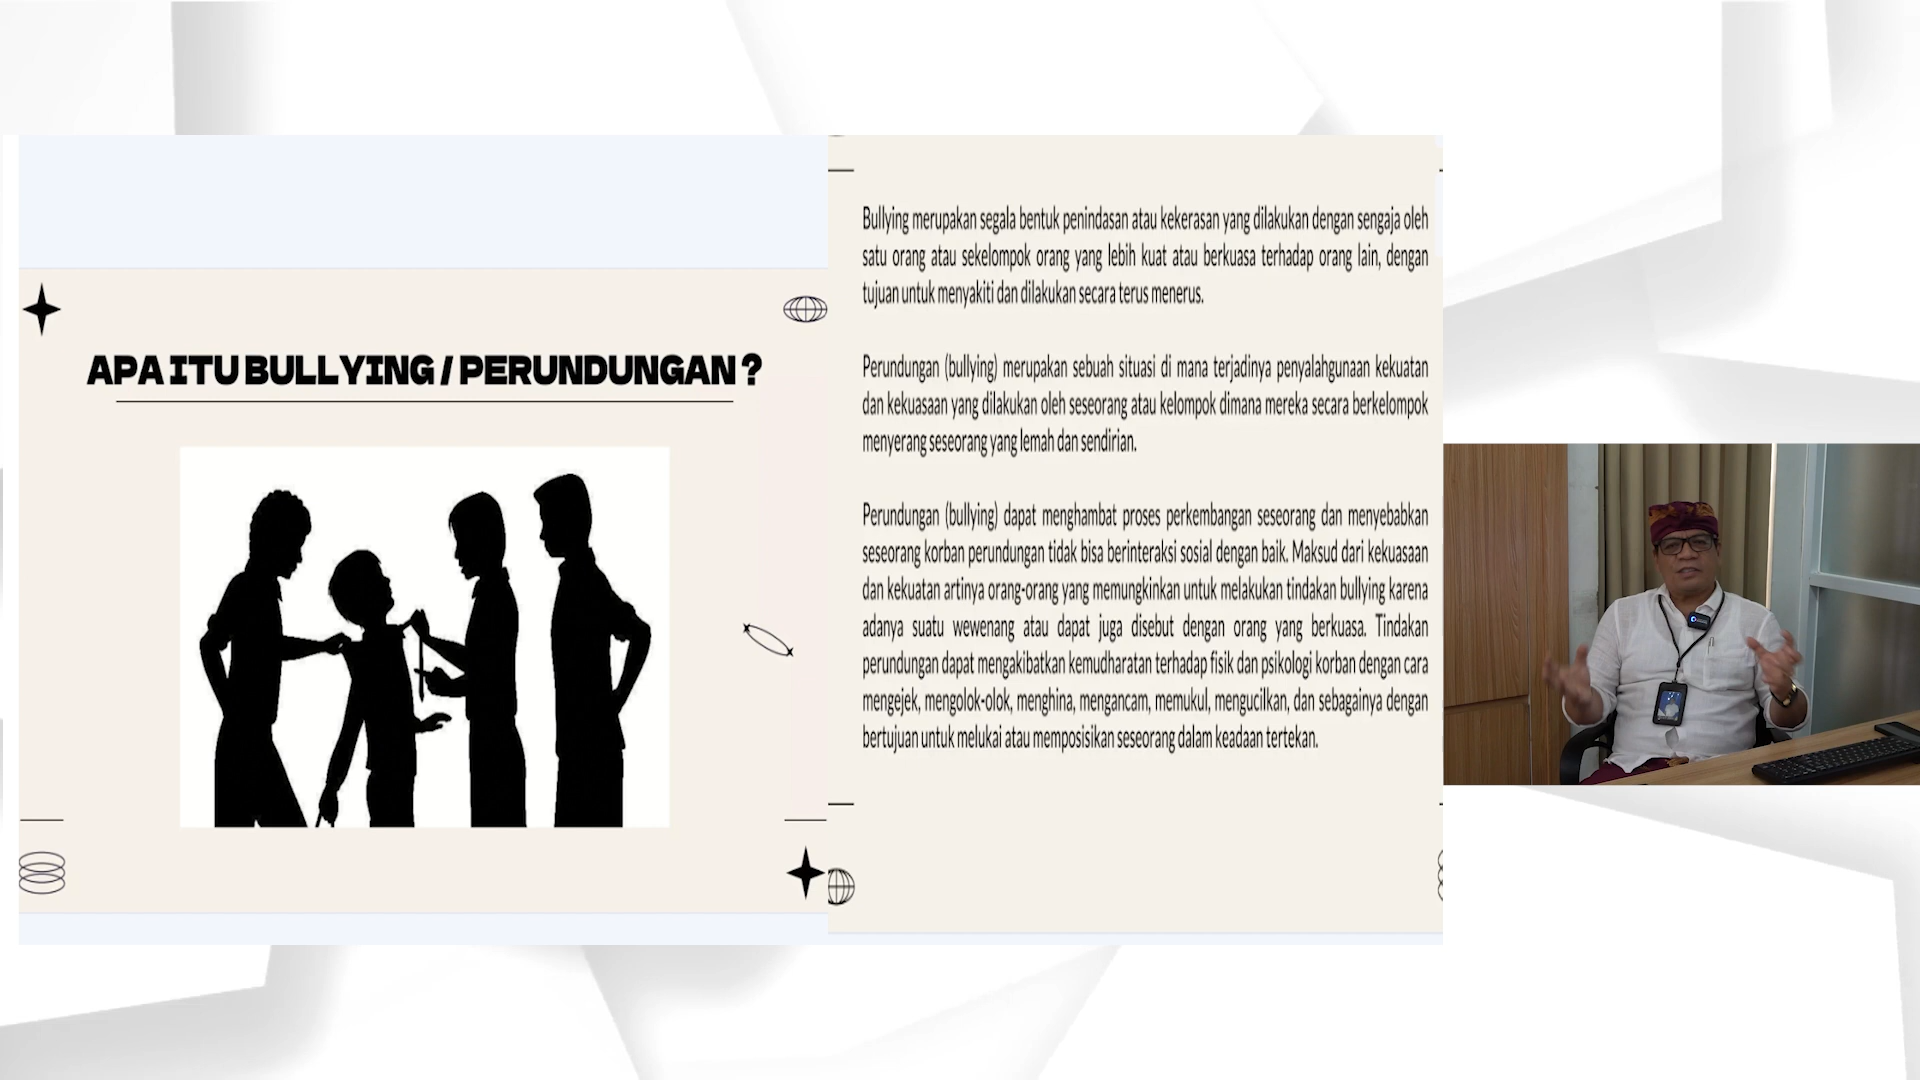 APA ITU BULLYING / PERUNDUNGAN ?
Bullying merupakan segala bentuk penindasan atau kekerasan yang dilakukan dengan sengaja oleh
satu orang atau sekelompok orang yang lebih kuat atau berkuasa terhadap orang lain, dengan
tujuan untuk menyakiti dan dilakukan secara terus menerus.
Perundungan (bullying) merupakan sebuah situasi di mana terjadinya penyalahgunaan kekuatan
dan kekuasaan yang dilakukan oleh seseorang atau kelompok dimana mereka secara berkelompok
menyerang seseorang yang lemah dan sendirian.
Perundungan (bullying) dapat menghambat proses perkembangan seseorang dan menyebabkan
seseorang korban perundungan tidak bisa berinteraksi sosial dengan baik. Maksud dari kekuasaan
dan kekuatan artinya orang-orang yang memungkinkan untuk melakukan tindakan bullying karena
adanya suatu wewenang atau dapat juga disebut dengan orang yang berkuasa. Tindakan
perundungan dapat mengakibatkan kemudharatan terhadap fisik dan psikologi korban dengan cara
mengejek, mengolok-olok, menghina, mengancam, memukul, mengucilkan, dan sebagainya dengan
bertujuan untuk melukai atau memposisikan seseorang dalam keadaan tertekan.